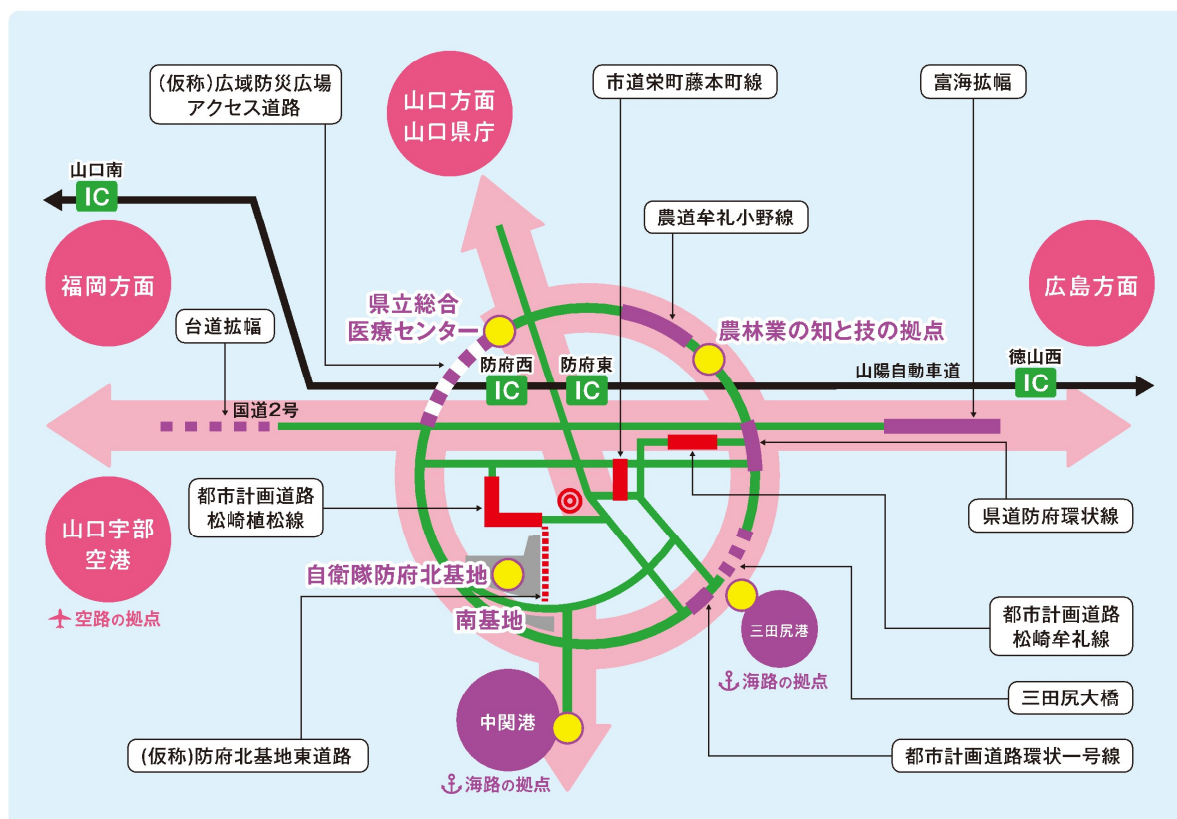 (仮称)広域防災広場
アクセス道路
山口方面
山口県庁
市道栄町藤本町線
富海拡幅
山口南
IC
農道牟礼小野線
福岡方面
広島方面
台道拡幅
県立総合
医療センター
農林業の知と技の拠点
防府西
IC
防府東
IC
山陽自動車道
徳山西
IC
国道2号
都市計画道路
松崎植松線
県道防府環状線
山口宇部
空港
空路の拠点
自衛隊防府北基地
南基地
三田尻港
海路の拠点
都市計画道路
松崎牟礼線
三田尻大橋
中関港
海路の拠点
(仮称)防府北基地東道路
都市計画道路環状一号線